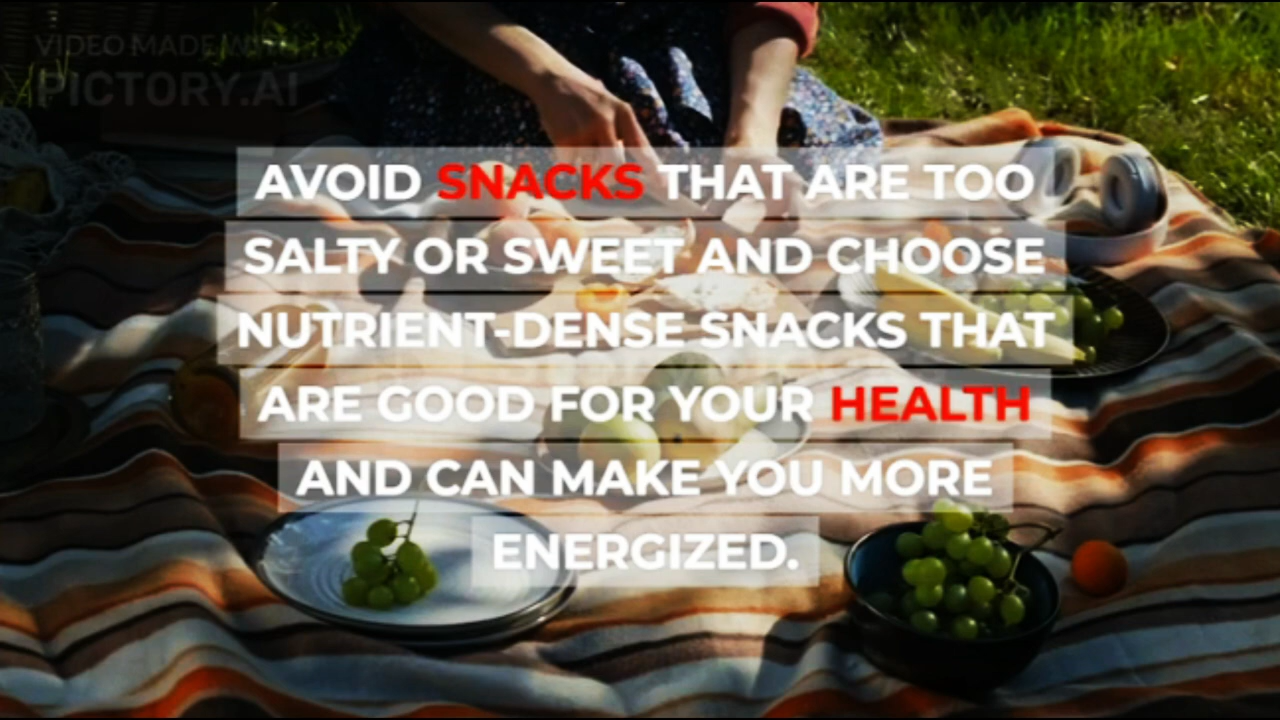 VIDEO MADE WITH
PICTORY.AI
AVOID SNACKS THAT ARE TOO
SALTY OR SWEET AND CHOOSE
NUTRIENT-DENSE SNACKS THAT
ARE GOOD FOR YOUR HEALTH
AND CAN MAKE YOU MORE
ENERGIZED.